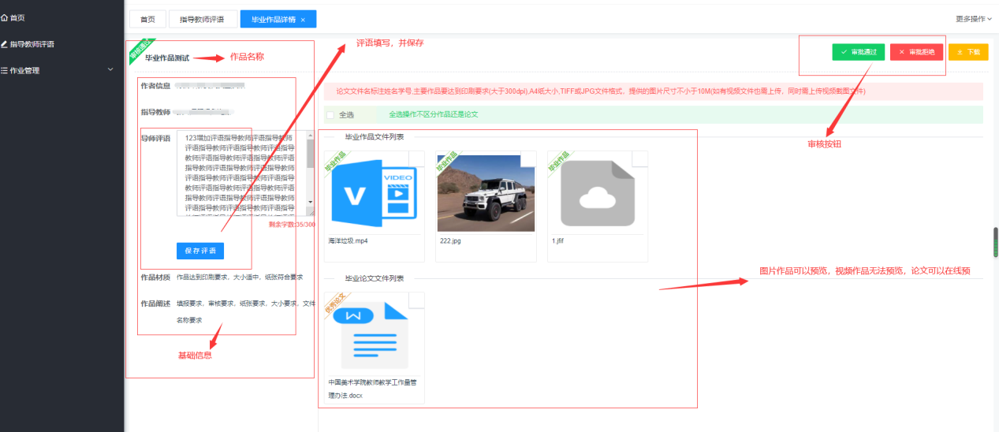 首页
指导教师评语
作业管理
首页
指导教师评语
毕业作品详情 ×
更多操作
评语填写，并保存
审核通过
毕业作品测试
作品名称
审批通过
审批拒绝
下载
作者信息
论文文件名标注姓名学号,主要作品要达到印刷要求(大于300dpi),A4纸大小,TIFF或JPG文件格式，提供的图片尺寸不小于10M(如有视频文件也需上传，同时需上传视频截图文件)
指导教师
全选
全选操作不区分作品还是论文
导师评语
123增加评语指导教师评语指导教师
评语指导教师评语指导教师评语指导
教师评语指导教师评语指导教师评语
指导教师评语指导教师评语指导教师
评语指导教师评语指导教师评语指导
教师评语指导教师评语指导教师评语
指导教师评语指导教师评语指导教师
评语指导教师评语指导教师评语指导
剩余字数:35/300
保存评语
毕业作品文件列表
审核按钮
毕业作品
毕业作品
毕业作品
V
VIDEO
海洋垃圾.mp4
222.jpg
1.jfif
作品材质
作品达到印刷要求、大小适中、纸张符合要求
毕业论文文件列表
图片作品可以预览，视频作品无法预览，论文可以在线预
作品阐述
填报要求，审核要求，纸张要求，大小要求，文件
名称要求
优秀论文
W
基础信息
中国美术学院教师教学工作量管
理办法.docx